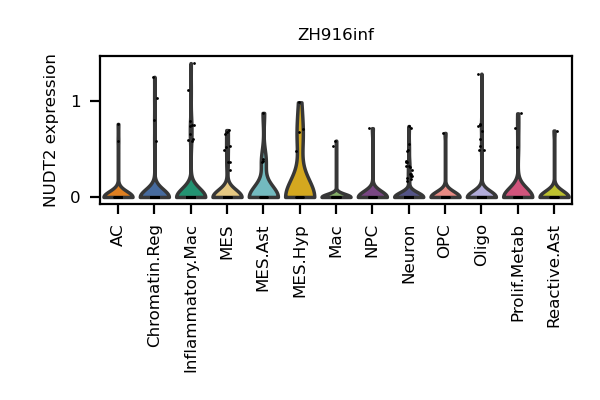 ZH916inf
NUDT2 expression
1
0
AC
Chromatin.Reg
Inflammatory.Mac
MES
MES.Ast
MES.Hyp
Mac
NPC
Neuron
OPC
Oligo
Prolif.Metab
Reactive.Ast